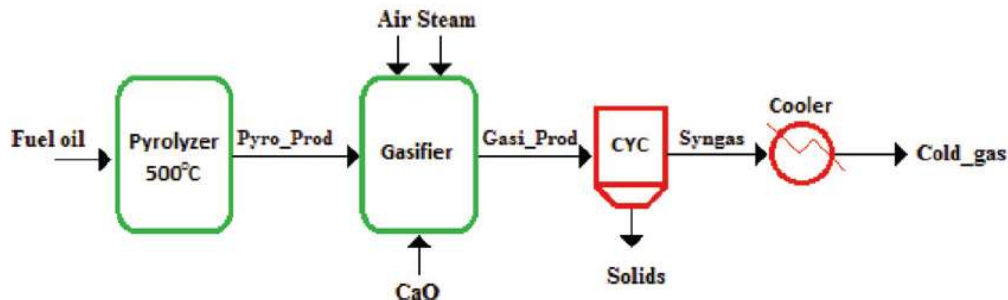 Air Steam
Cooler
Fuel oil
Pyrolyzer
500°C
Pyro_Prod
Gasifier
Gasi_Prod
CYC
Syngas
Cold_gas
Solids
CaO